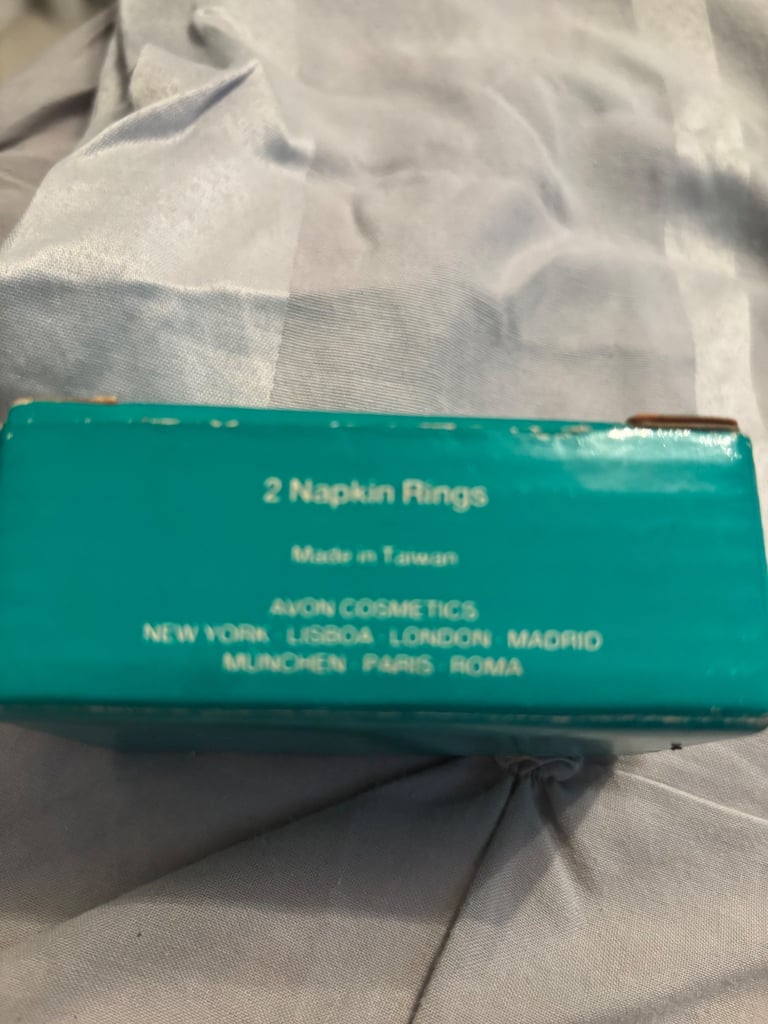 2 Napkin Rings
Made in Taiwan
AVON COSMETICS
NEW YORK LISBOA LONDON MADRID
MUNCHEN PARIS ROMA